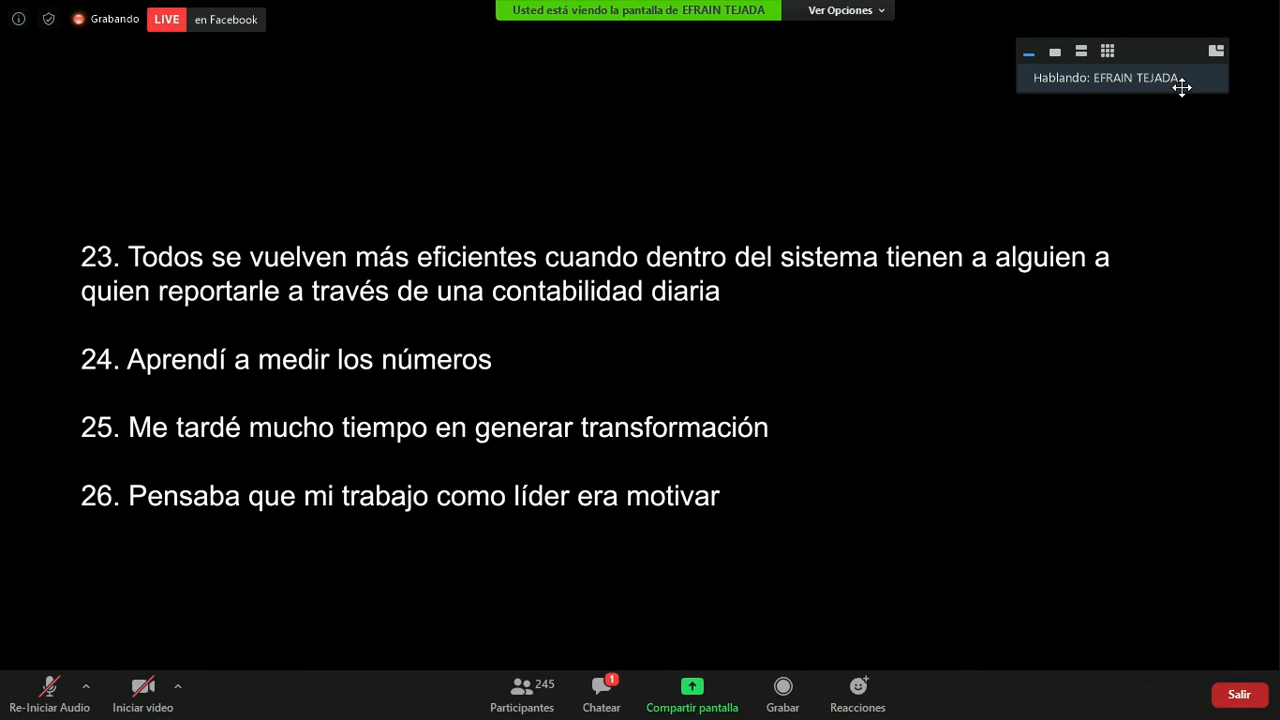 Grabando
LIVE en Facebook
Usted está viendo la pantalla de EFRAIN TEJADA
Ver Opciones
Hablando: EFRAIN TEJADA
23. Todos se vuelven más eficientes cuando dentro del sistema tienen a alguien a
quien reportarle a través de una contabilidad diaria
24. Aprendí a medir los números
25. Me tardé mucho tiempo en generar transformación
26. Pensaba que mi trabajo como líder era motivar
Re-Iniciar Audio
Iniciar video
245
Participantes
1
Chatear
Compartir pantalla
Grabar
Reacciones
Salir